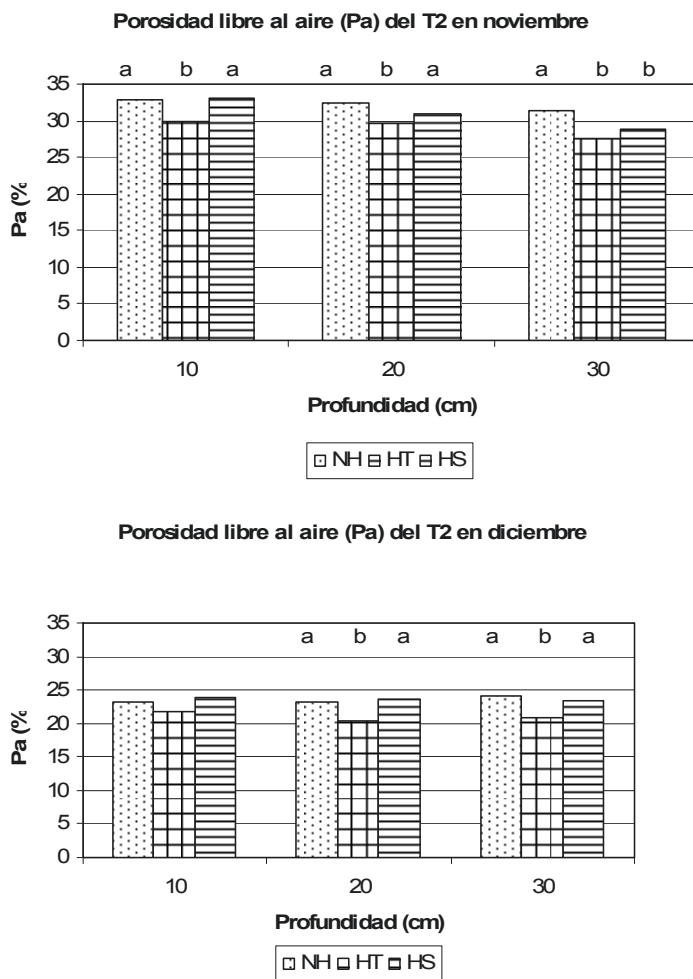 Porosidad libre al aire (Pa) del T2 en noviembre
a b a a b a a b b
35
30
25
20
15
10
5
0
Pa (%
10 20 30
Profundidad (cm)
NH HT HS
Porosidad libre al aire (Pa) del T2 en diciembre
a b a a b a
35
30
25
20
15
10
5
0
Pa (%
10 20 30
Profundidad (cm)
NH HT HS